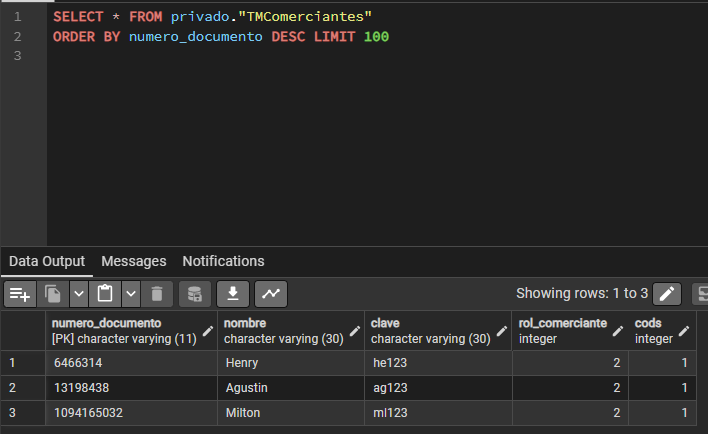 1 SELECT * FROM privado."TMComerciantes"
2 ORDER BY numero_documento DESC LIMIT 100
3
Data Output Messages Notifications
Showing rows: 1 to 3
numero_documento nombre clave rol_comerciante cods
[PK] character varying (11) character varying (30) character varying (30) integer integer
1 6466314 Henry he123 2 1
2 13198438 Agustin ag123 2 1
3 1094165032 Milton ml123 2 1